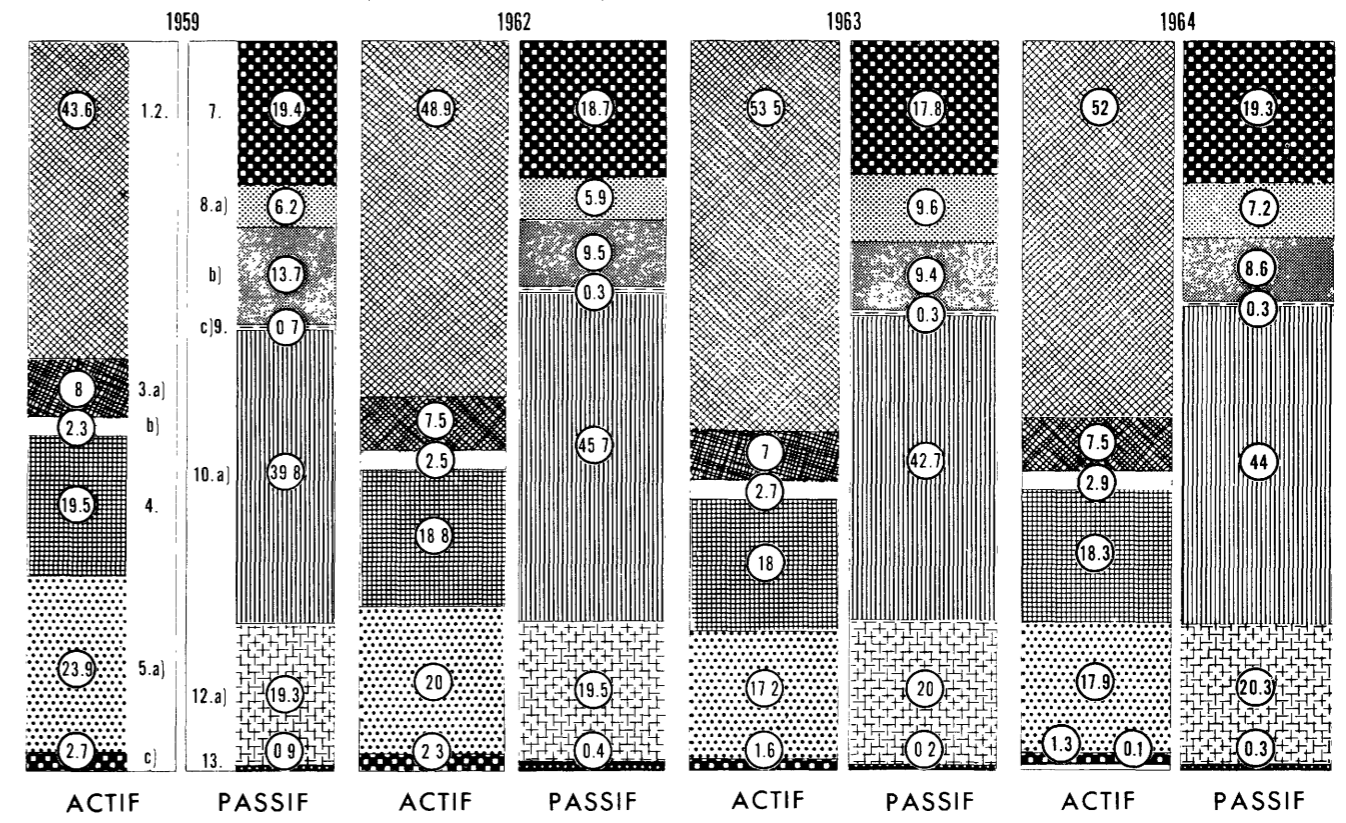 1959 1962 1963 1964
43.6 1.2. 7. 19.4 48.9 18.7 53 5 17.8 52 19.3
8.a) 6.2 5.9 9.6 7.2
b) 13.7 9.5 9.4 8.6
c)9. 0 7 0.3 0.3 0.3
8 3.a) 7.5 7 7.5
2.3 b) 2.5 2.7 2.9
10.a) 39 8 45 7 42.7 44
19.5 4. 18 8 18 18.3
23.9 5.a) 20 17 2 17.9
12.a) 19.3 19.5 20 20.3
2.7 c) 13. 0 9 2 3 0.4 1.6 0 2 1.3 0.1 0.3
ACTIF PASSIF ACTIF PASSIF ACTIF PASSIF ACTIF PASSIF